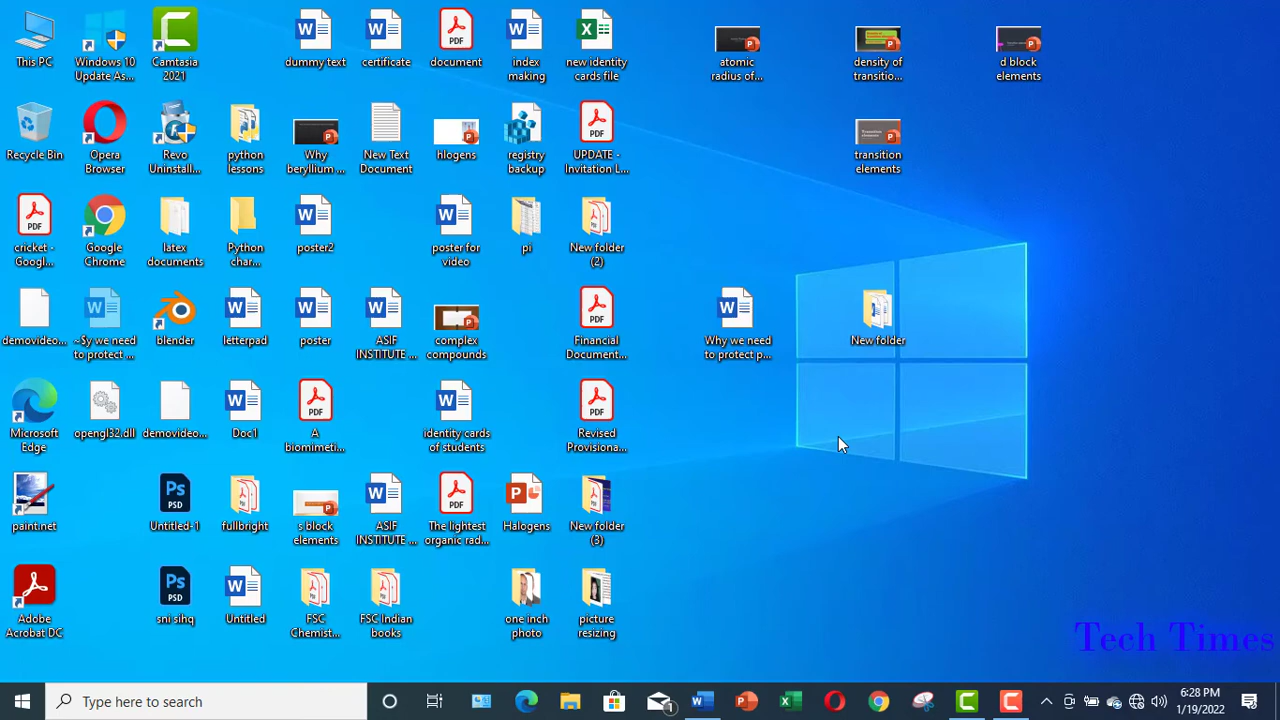 This PC
Windows 10
Update As...
Camtasia
2021
dummy text
certificate
document
index
making
new identity
cards file
atomic
radius of...
density of
transitio...
d block
elements
Recycle Bin
Opera
Browser
Revo
Uninstall...
python
lessons
Why
beryllium ...
New Text
Document
hlogens
registry
backup
UPDATE -
Invitation L...
transition
elements
cricket -
Googl...
Google
Chrome
latex
documents
Python
char...
poster2
poster for
video
pi
New folder
(2)
demovideo...
~$y we need
to protect ...
blender
letterpad
poster
ASIF
INSTITUTE ...
complex
compounds
Financial
Document...
Why we need
to protect p...
New folder
Microsoft
Edge
opengl32.dll
demovideo...
Doc1
A
biomimeti...
identity cards
of students
Revised
Provisiona...
paint.net
Untitled-1
fullbright
s block
elements
ASIF
INSTITUTE ...
The lightest
organic rad...
Halogens
New folder
(3)
Adobe
Acrobat DC
sni sihq
Untitled
FSC
Chemist...
FSC Indian
books
one inch
photo
picture
resizing
Tech Times
Type here to search
1
6:28 PM
1/19/2022